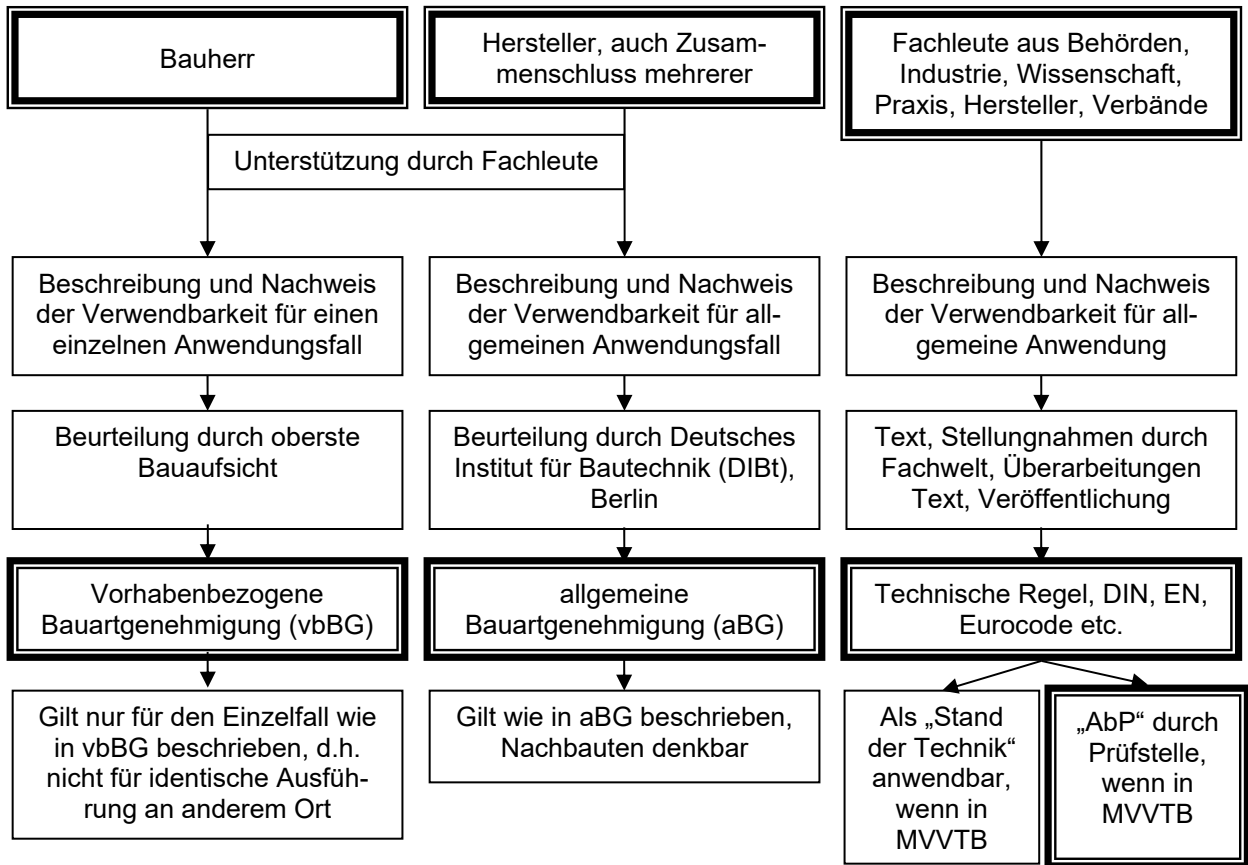 Bauherr
Hersteller, auch Zusam-
menschluss mehrerer
Fachleute aus Behörden,
Industrie, Wissenschaft,
Praxis, Hersteller, Verbände
Unterstützung durch Fachleute
Beschreibung und Nachweis
der Verwendbarkeit für einen
einzelnen Anwendungsfall
Beschreibung und Nachweis
der Verwendbarkeit für all-
gemeinen Anwendungsfall
Beschreibung und Nachweis
der Verwendbarkeit für all-
gemeine Anwendung
Beurteilung durch oberste
Bauaufsicht
Beurteilung durch Deutsches
Institut für Bautechnik (DIBt),
Berlin
Text, Stellungnahmen durch
Fachwelt, Überarbeitungen
Text, Veröffentlichung
Vorhabenbezogene
Bauartgenehmigung (vbBG)
allgemeine
Bauartgenehmigung (aBG)
Technische Regel, DIN, EN,
Eurocode etc.
Gilt nur für den Einzelfall wie
in vbBG beschrieben, d.h.
nicht für identische Ausfüh-
rung an anderem Ort
Gilt wie in aBG beschrieben,
Nachbauten denkbar
Als „Stand
der Technik“
anwendbar,
wenn in
MVVTB
„AbP“ durch
Prüfstelle,
wenn in
MVVTB